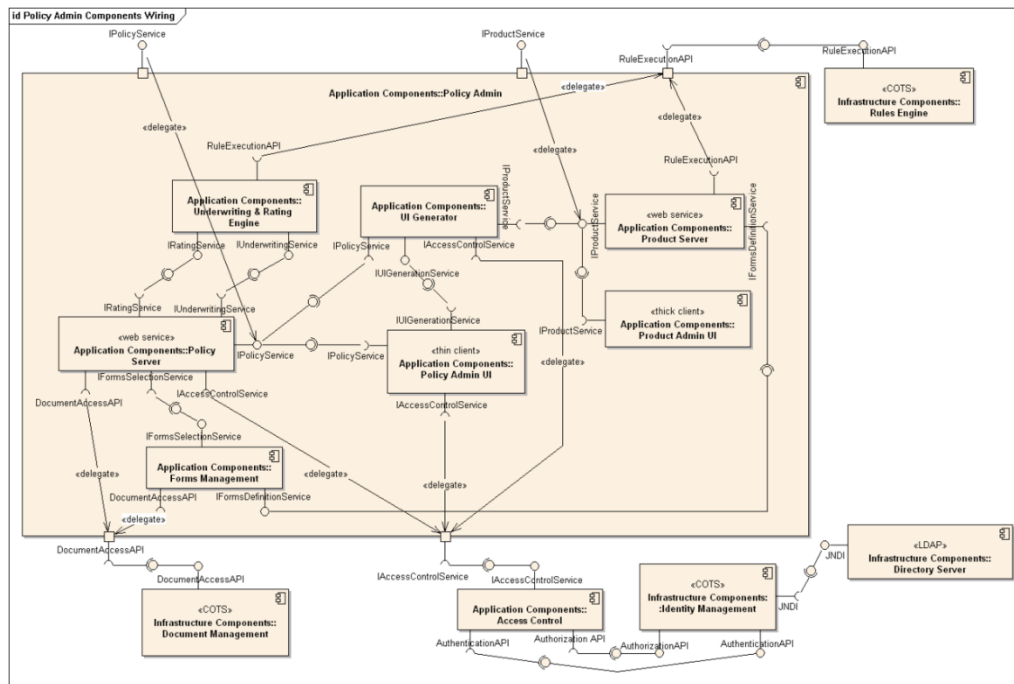 id Policy Admin Components Wiring
IPolicyService
IProductService
RuleExecutionAPI
RuleExecutionAPI
«COTS»
Infrastructure Components::
Rules Engine
Application Components::Policy Admin
«delegate»
«delegate»
«delegate»
«delegate»
RuleExecutionAPI
RuleExecutionAPI
Application Components::
Underwriting & Rating
Engine
Application Components::
UI Generator
IProductService
IProductService
«web service»
Application Components::
Product Server
IFormsDefinitionService
IRatingService
IUnderwritingService
IPolicyService
IAccessControlService
IUIGenerationService
IRatingService
IUnderwritingService
IUIGenerationService
«web service»
Application Components::Policy
Server
IPolicyService
IPolicyService
«thin client»
Application Components::
Policy Admin UI
IProductService
«thick client»
Application Components::
Product Admin UI
«delegate»
IFormsSelectionService
IAccessControlService
DocumentAccessAPI
IAccessControlService
IFormsSelectionService
Application Components::
Forms Management
«delegate»
«delegate»
«delegate»
DocumentAccessAPI
IFormsDefinitionService
«delegate»
DocumentAccessAPI
DocumentAccessAPI
«COTS»
Infrastructure Components::
Document Management
IAccessControlService
IAccessControlService
Application Components::
Access Control
AuthenticationAPI
Authorization API
AuthorizationAPI
AuthenticationAPI
«COTS»
Infrastructure Components:
:Identity Management
JNDI
JNDI
«LDAP»
Infrastructure Components::
Directory Server